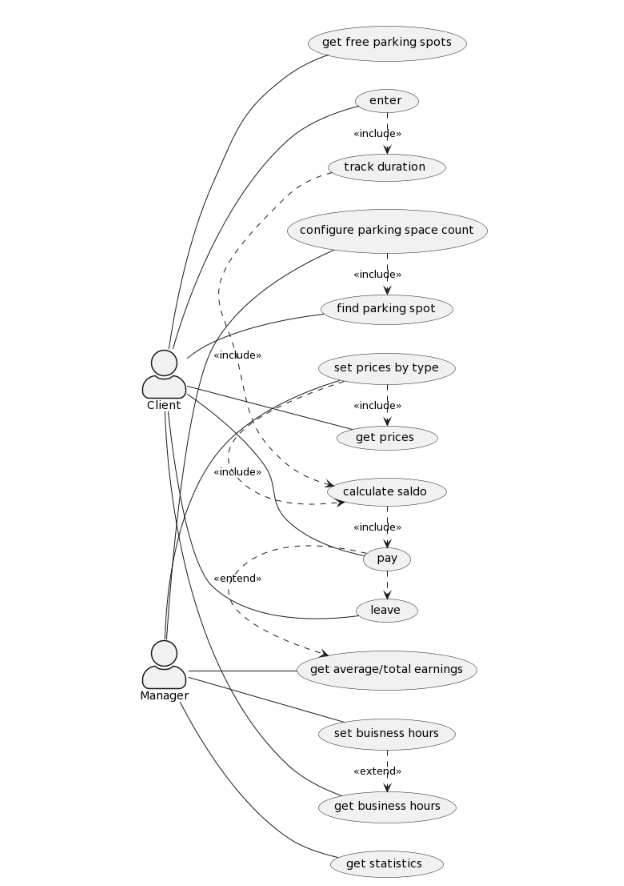 get free parking spots
enter
«include»
track duration
configure parking space count
«include»
find parking spot
«include»
set prices by type
Client
«include»
get prices
«include»
calculate saldo
«include»
pay
«entend»
leave
get average/total earnings
Manager
set buisness hours
«extend»
get business hours
get statistics